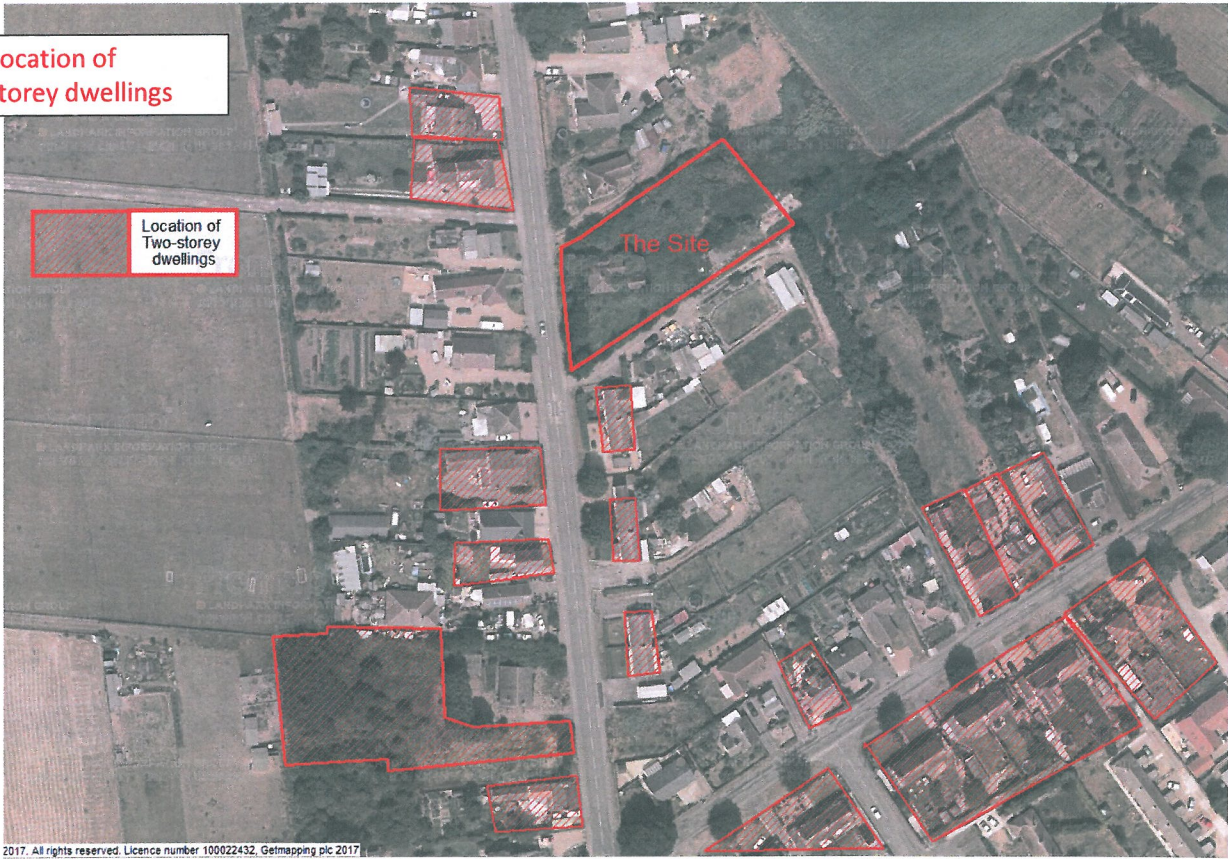 ocation of
torey dwellings
Location of
Two-storey
dwellings
The Site
2017. All rights reserved. Licence number 100022432, Getmapping plc 2017